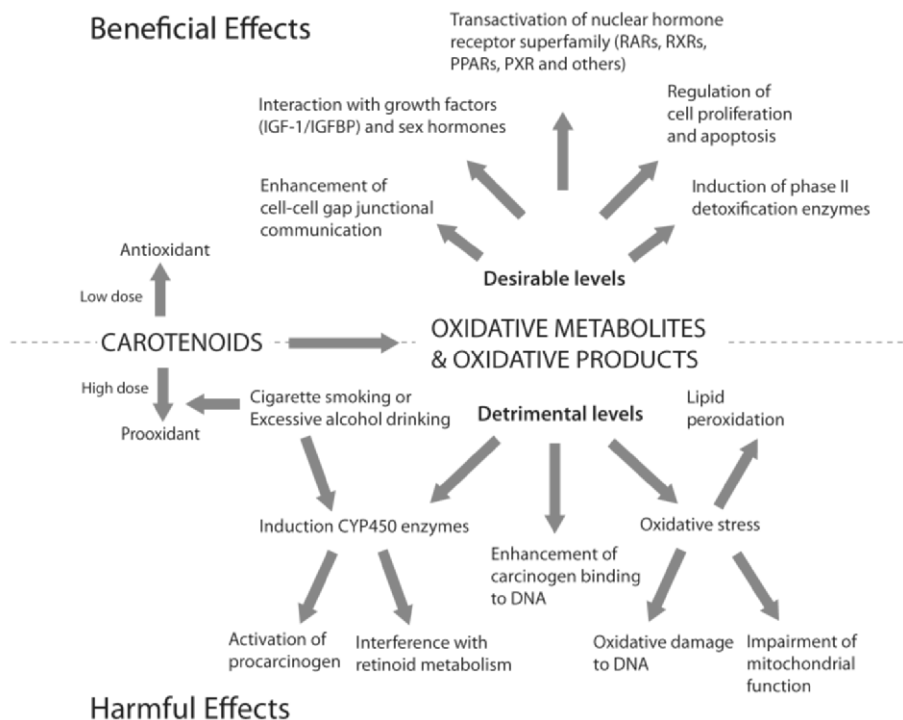 Beneficial Effects
Transactivation of nuclear hormone
receptor superfamily (RARs, RXRs,
PPARs, PXR and others)
Interaction with growth factors
(IGF-1/IGFBP) and sex hormones
Regulation of
cell proliferation
and apoptosis
Enhancement of
cell-cell gap junctional
communication
Induction of phase II
detoxification enzymes
Antioxidant
Low dose
Desirable levels
CAROTENOIDS
OXIDATIVE METABOLITES
& OXIDATIVE PRODUCTS
High dose
Prooxidant
Cigarette smoking or
Excessive alcohol drinking
Detrimental levels
Lipid
peroxidation
Induction CYP450 enzymes
Enhancement of
carcinogen binding
to DNA
Oxidative stress
Activation of
procarcinogen
Interference with
retinoid metabolism
Oxidative damage
to DNA
Impairment of
mitochondrial
function
Harmful Effects